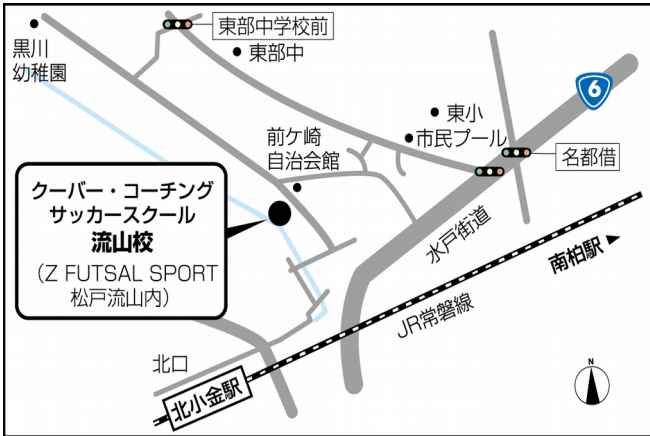 東部中学校前
黒川
幼稚園
東部中
6
東小
市民プール
名都借
前ケ崎
自治会館
クーバー・コーチング
サッカースクール
流山校
（Z FUTSAL SPORT
松戸流山内）
水戸街道
南柏駅
JR常磐線
北口
北小金駅
N